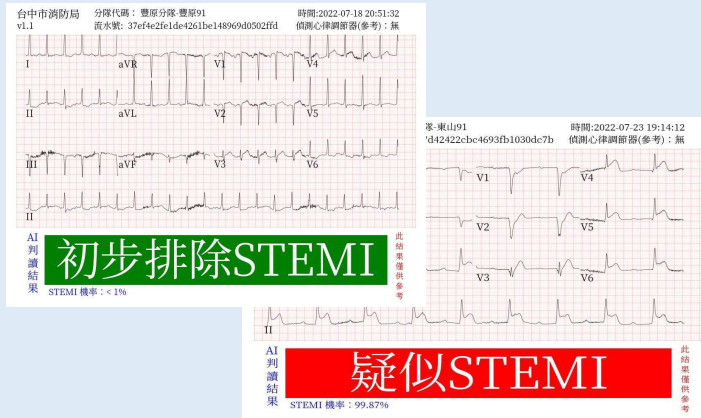 台中市消防局 分隊代碼： 豐原分隊-豐原91 時間:2022-07-18 20:51:32
v1.1 流水號: 37ef4e2fe1de4261be148969d0502ffd 偵測心律調節器(參考)：無
I aVR V1 V4
II aVL V2 V5
III aVF V3 V6
II
AI判讀結果
初步排除STEMI
此結果僅供參考
STEMI 機率：< 1%
隊-東山91 時間:2022-07-23 19:14:12
d42422cbc4693fb1030dc7b 偵測心律調節器(參考)：無
V1 V4
V2 V5
V3 V6
II
AI判讀結果
疑似STEMI
此結果僅供參考
STEMI 機率：99.87%